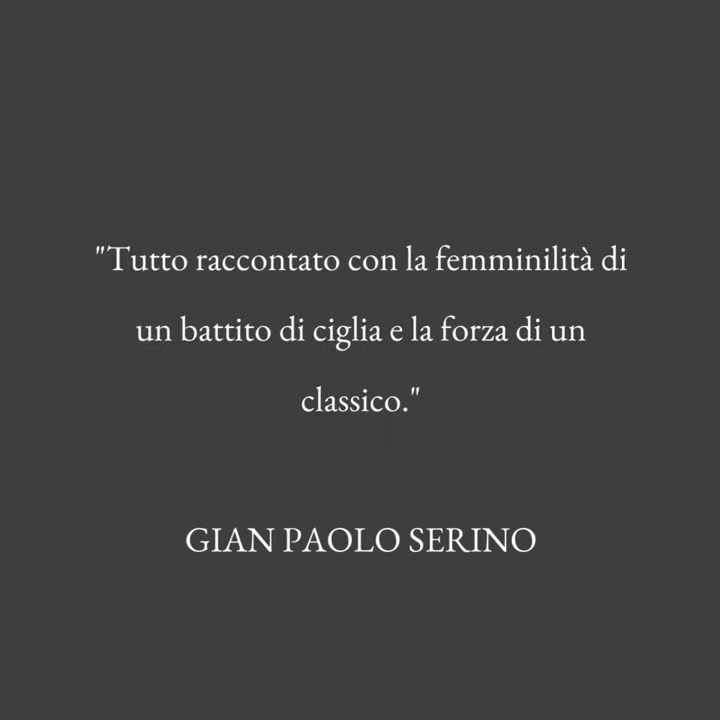 "Tutto raccontato con la femminilità di
un battito di ciglia e la forza di un
classico."
GIAN PAOLO SERINO